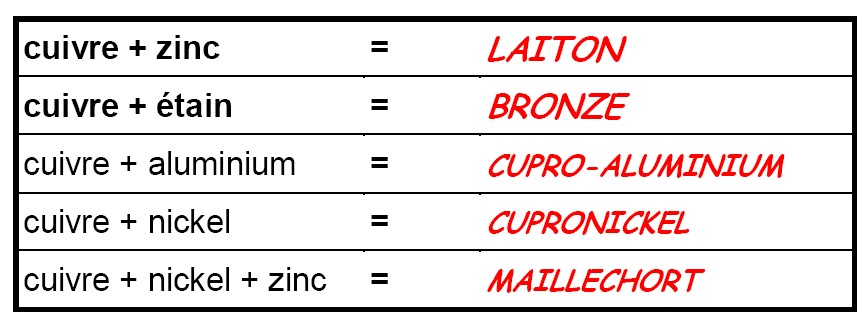 cuivre + zinc = LAITON
cuivre + étain = BRONZE
cuivre + aluminium = CUPRO-ALUMINIUM
cuivre + nickel = CUPRONICKEL
cuivre + nickel + zinc = MAILLECHORT